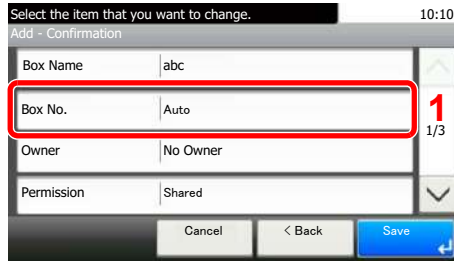 Select the item that you want to change. 10:10
Add - Confirmation
Box Name abc
Box No. Auto
1
1/3
Owner No Owner
Permission Shared
Cancel < Back Save